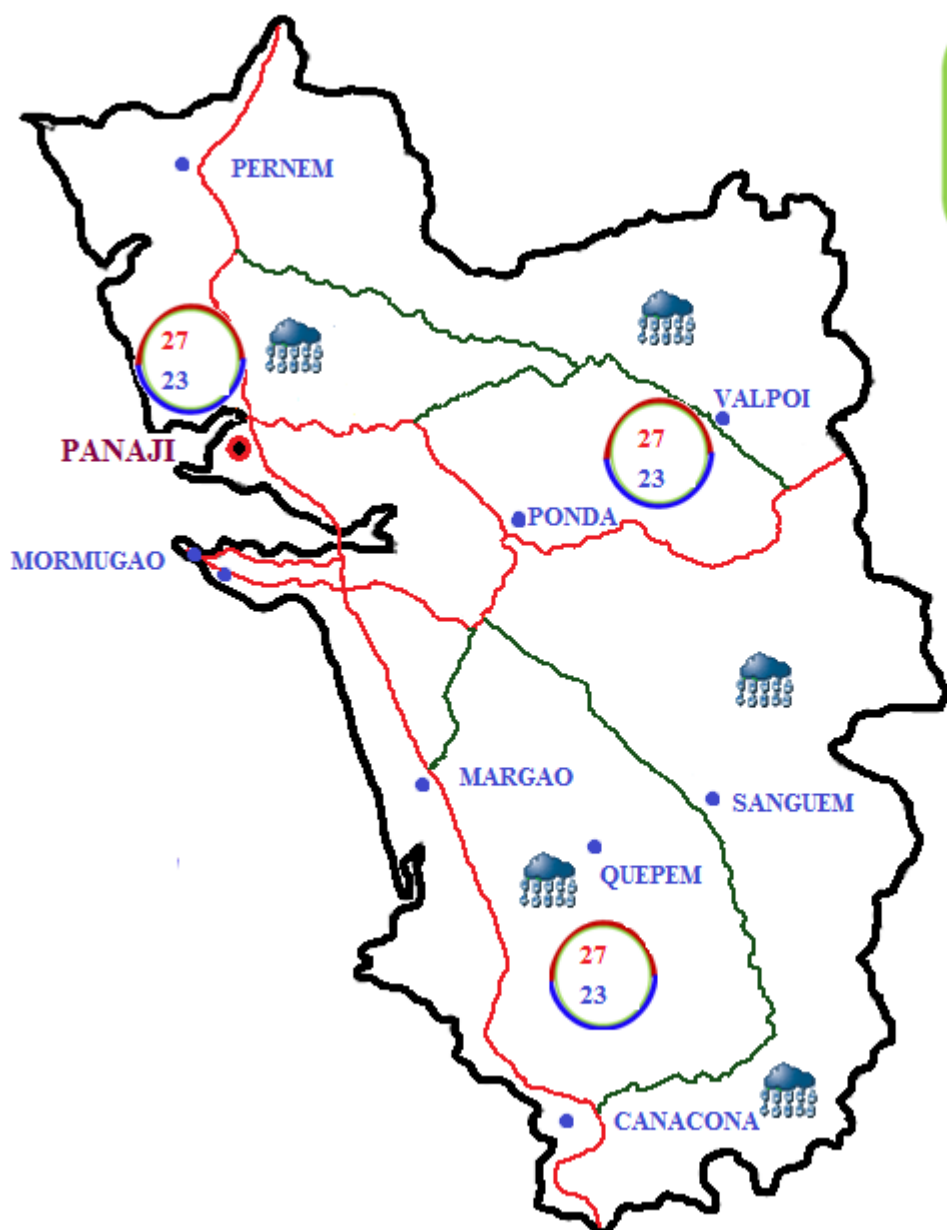 PERNEM
27
23
VALPOI
27
23
PANAJI
PONDA
MORMUGAO
MARGAO
SANGUEM
QUEPEM
27
23
CANACONA